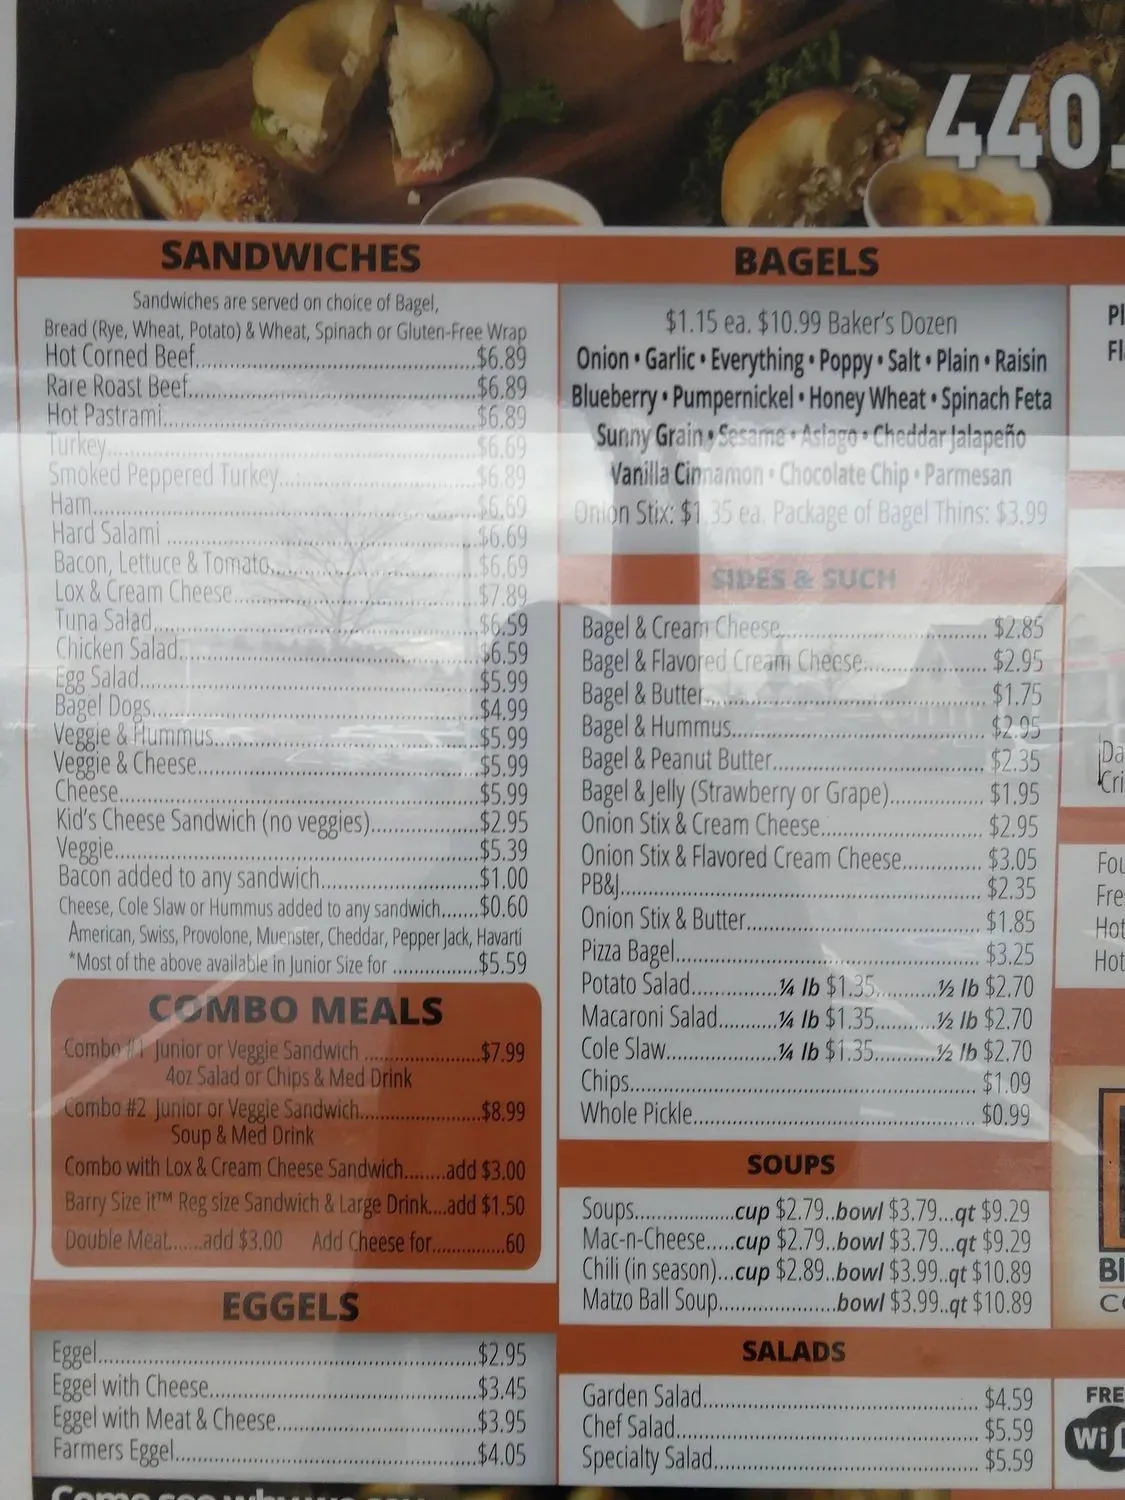 440.
SANDWICHES
Sandwiches are served on choice of Bagel,
Bread (Rye, Wheat, Potato) & Wheat, Spinach or Gluten-Free Wrap
Hot Corned Beef....................$6.89
Rare Roast Beef....................$6.89
Hot Pastrami....................$6.89
Turkey....................$6.69
Smoked Peppered Turkey....................$6.89
Ham....................$6.69
Hard Salami ....................$6.69
Bacon, Lettuce & Tomato....................$6.69
Lox & Cream Cheese....................$7.89
Tuna Salad....................$6.59
Chicken Salad....................$6.59
Egg Salad....................$5.99
Bagel Dogs....................$4.99
Veggie & Hummus....................$5.99
Veggie & Cheese....................$5.99
Cheese....................$5.99
Kid's Cheese Sandwich (no veggies)....................$2.95
Veggie....................$5.39
Bacon added to any sandwich....................$1.00
Cheese, Cole Slaw or Hummus added to any sandwich.......$0.60
American, Swiss, Provolone, Muenster, Cheddar, Pepper Jack, Havarti
*Most of the above available in Junior Size for ................$5.59
COMBO MEALS
Combo #1 Junior or Veggie Sandwich ....................$7.99
4oz Salad or Chips & Med Drink
Combo #2 Junior or Veggie Sandwich....................$8.99
Soup & Med Drink
Combo with Lox & Cream Cheese Sandwich........add $3.00
Barry Size it™ Reg size Sandwich & Large Drink....add $1.50
Double Meat.......add $3.00 Add Cheese for...............60
EGGELS
Eggel....................$2.95
Eggel with Cheese....................$3.45
Eggel with Meat & Cheese....................$3.95
Farmers Eggel....................$4.05
BAGELS
$1.15 ea. $10.99 Baker's Dozen
Onion • Garlic • Everything • Poppy • Salt • Plain • Raisin
Blueberry • Pumpernickel • Honey Wheat • Spinach Feta
Sunny Grain • Sesame • Asiago • Cheddar Jalapeño
Vanilla Cinnamon • Chocolate Chip • Parmesan
Onion Stix: $1.35 ea. Package of Bagel Thins: $3.99
SIDES & SUCH
Bagel & Cream Cheese.................... $2.85
Bagel & Flavored Cream Cheese.................... $2.95
Bagel & Butter.................... $1.75
Bagel & Hummus.................... $2.95
Bagel & Peanut Butter.................... $2.35
Bagel & Jelly (Strawberry or Grape)................ $1.95
Onion Stix & Cream Cheese.................... $2.95
Onion Stix & Flavored Cream Cheese.............. $3.05
PB&J.................... $2.35
Onion Stix & Butter.................... $1.85
Pizza Bagel.................... $3.25
Potato Salad...........¼ lb $1.35...........½ lb $2.70
Macaroni Salad..........¼ lb $1.35...........½ lb $2.70
Cole Slaw...................¼ lb $1.35...........½ lb $2.70
Chips.................... $1.09
Whole Pickle.................... $0.99
SOUPS
Soups.................cup $2.79..bowl $3.79...qt $9.29
Mac-n-Cheese.....cup $2.79..bowl $3.79...qt $9.29
Chili (in season)...cup $2.89..bowl $3.99..qt $10.89
Matzo Ball Soup....................bowl $3.99..qt $10.89
SALADS
Garden Salad.................... $4.59
Chef Salad.................... $5.59
Specialty Salad.................... $5.59
Hot
Hot
FRE
Wi